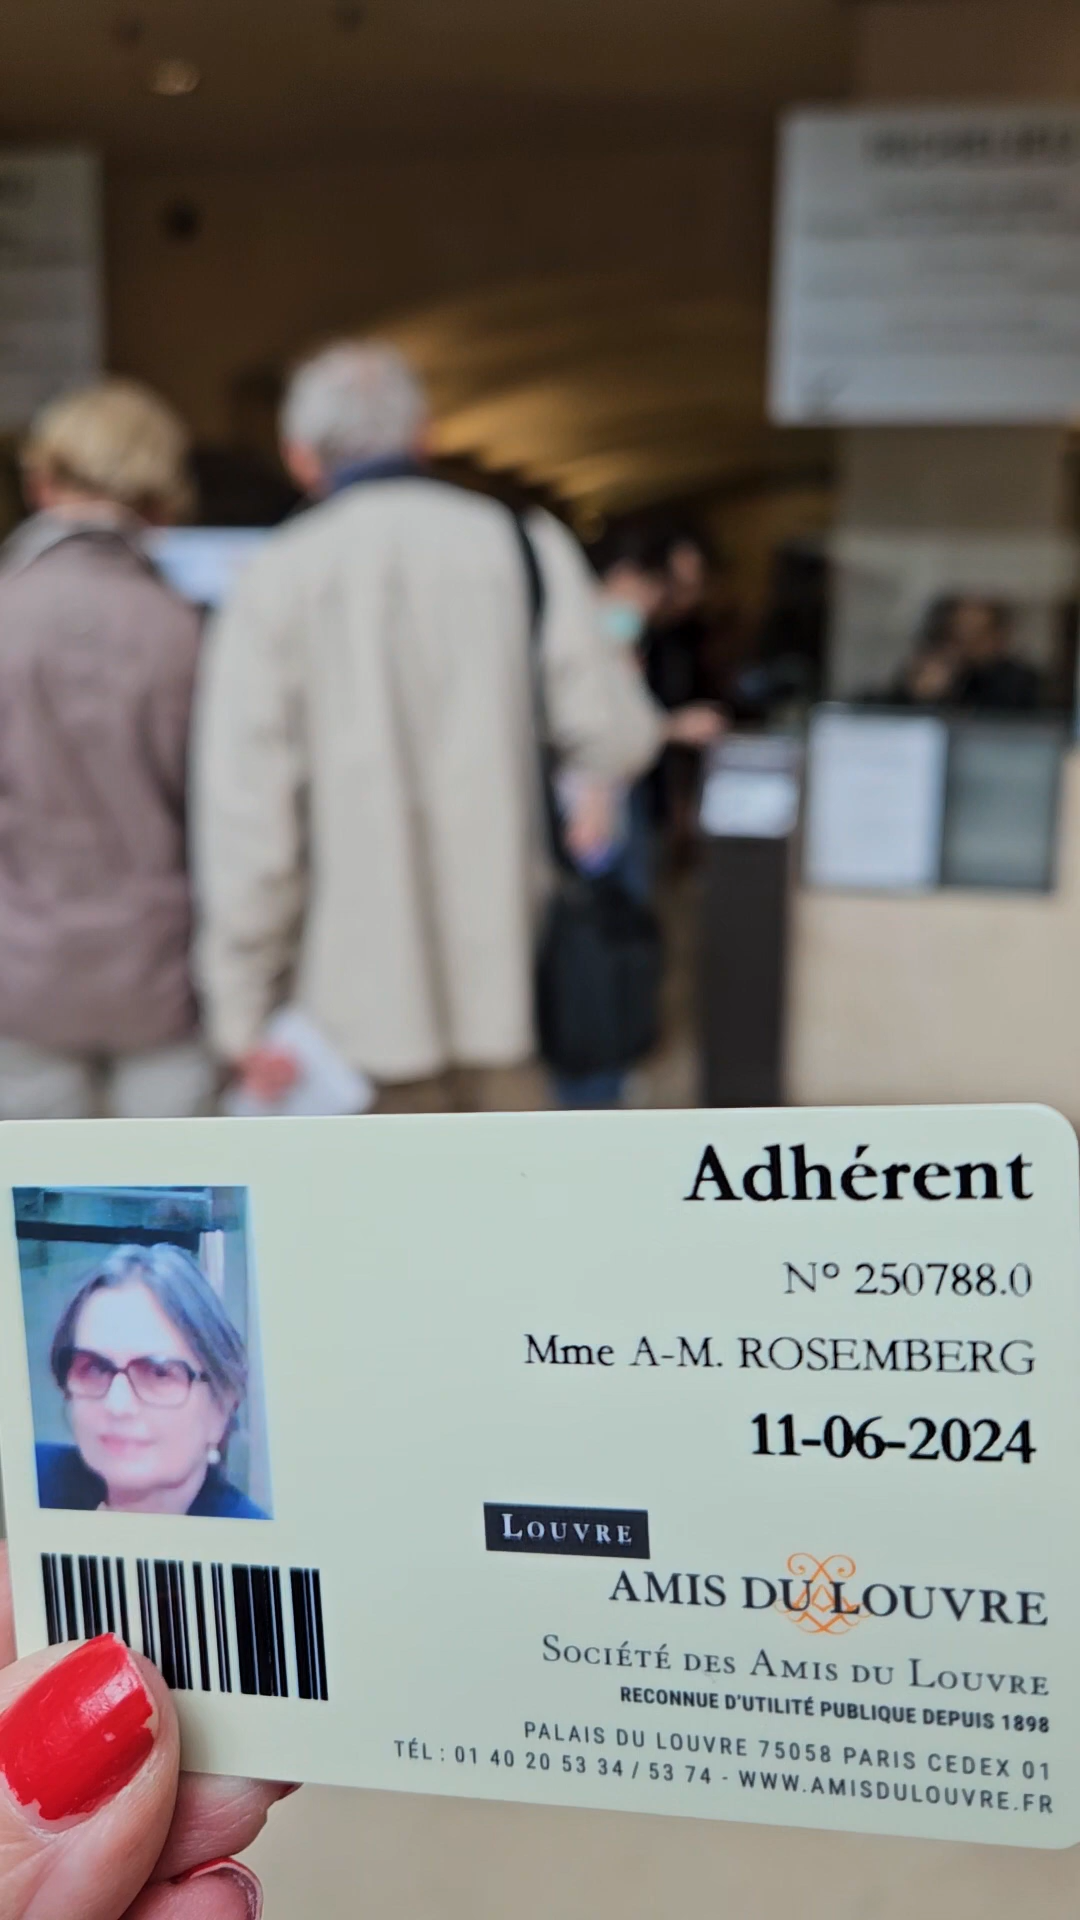 Adhérent
N° 250788.0
Mme A-M. ROSEMBERG
11-06-2024
LOUVRE
AMIS DU LOUVRE
SOCIÉTÉ DES AMIS DU LOUVRE
RECONNUE D'UTILITÉ PUBLIQUE DEPUIS 1898
PALAIS DU LOUVRE 75058 PARIS CEDEX 01
TÉL : 01 40 20 53 34 / 53 74 - WWW.AMISDULOUVRE.FR